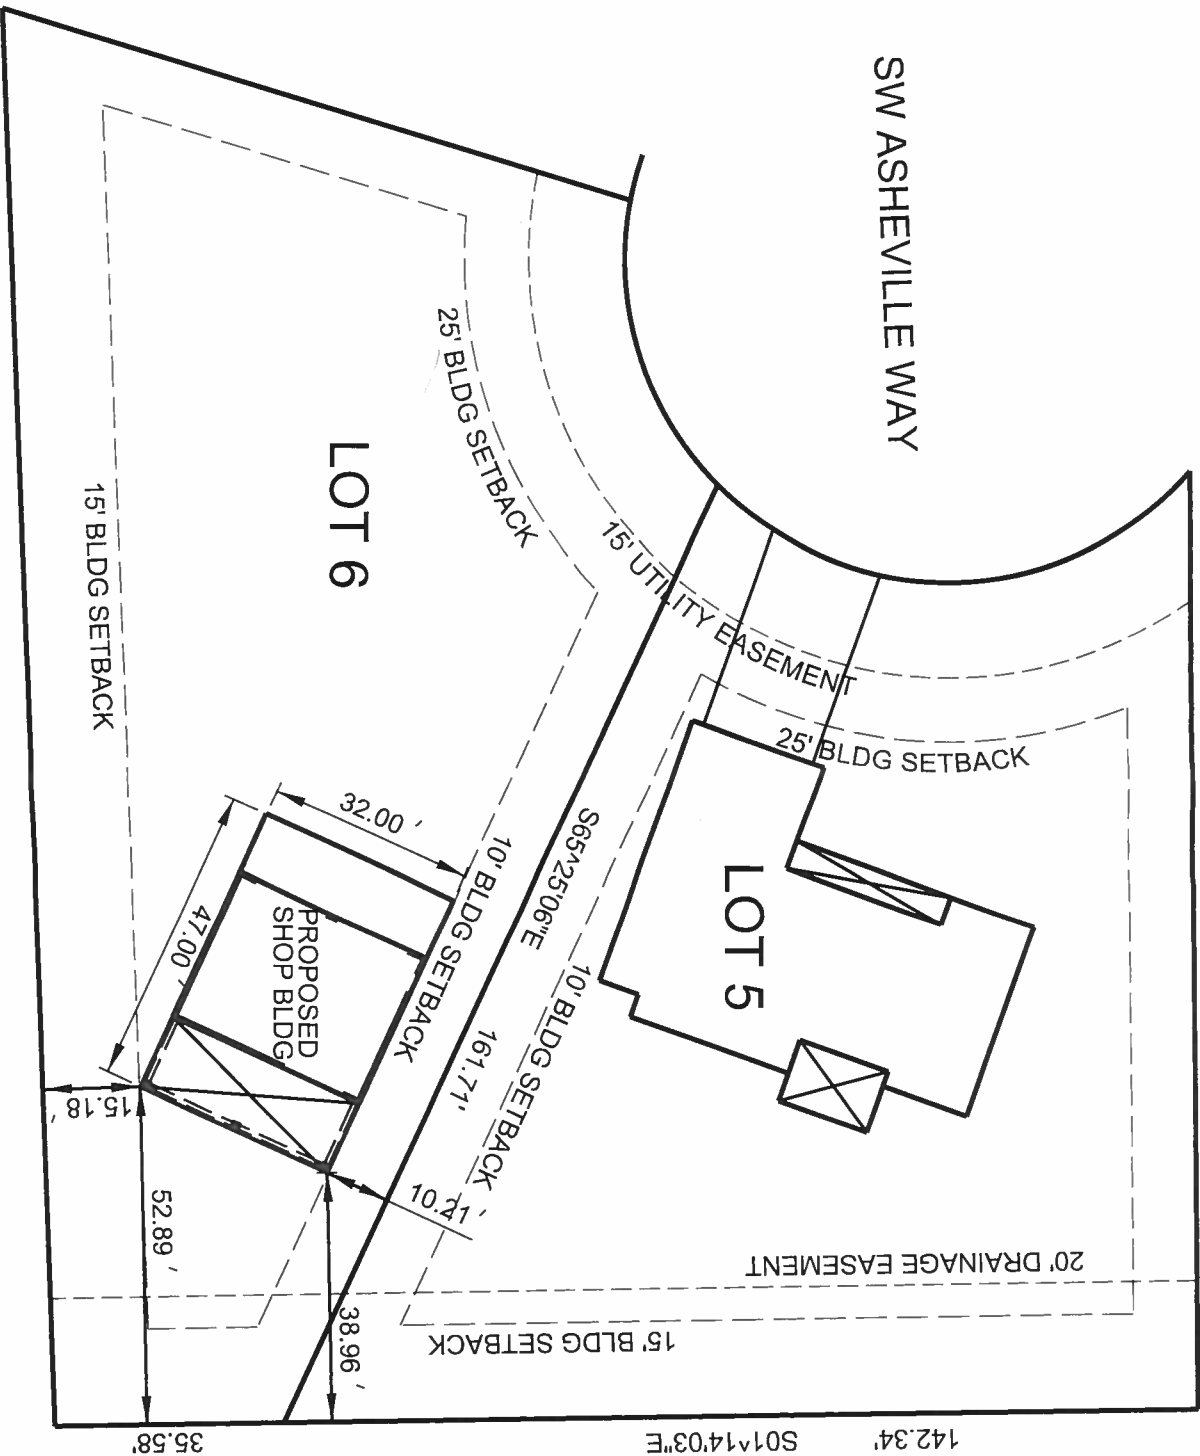 SW ASHEVILLE WAY
25' BLDG SETBACK
LOT 6
15' BLDG SETBACK
15' UTILITY EASEMENT
25' BLDG SETBACK
LOT 5
S65^25'06"E
161.71'
10' BLDG SETBACK
10' BLDG SETBACK
32.00 '
47.00 '
PROPOSED
SHOP BLDG
15.18 '
52.89 '
10.21 '
38.96 '
20' DRAINAGE EASEMENT
15' BLDG SETBACK
35.58'
S01^14'03"E
142.34'